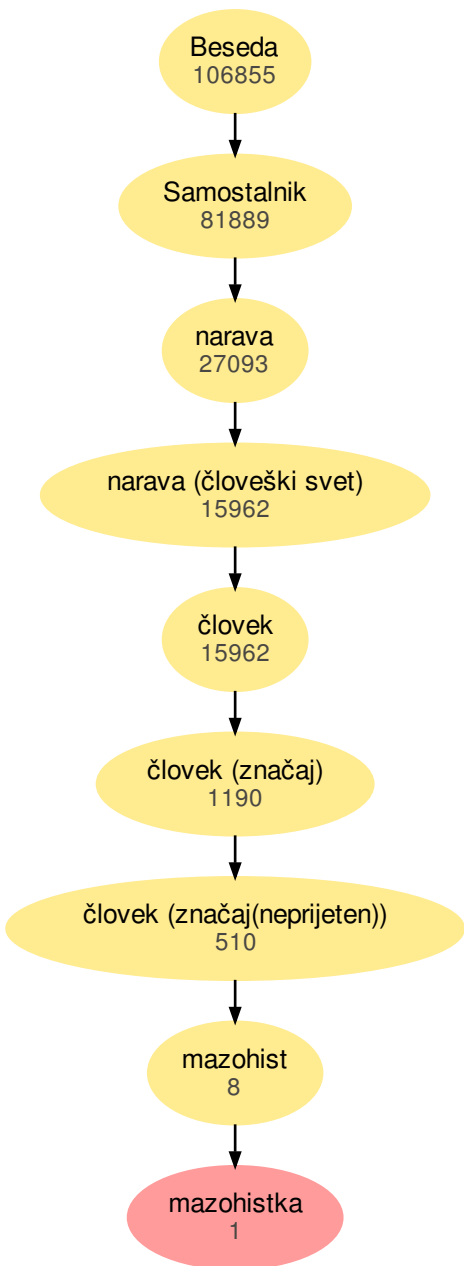 Beseda
106855
Samostalnik
81889
narava
27093
narava (človeški svet)
15962
človek
15962
človek (značaj)
1190
človek (značaj(neprijeten))
510
mazohist
8
mazohistka
1